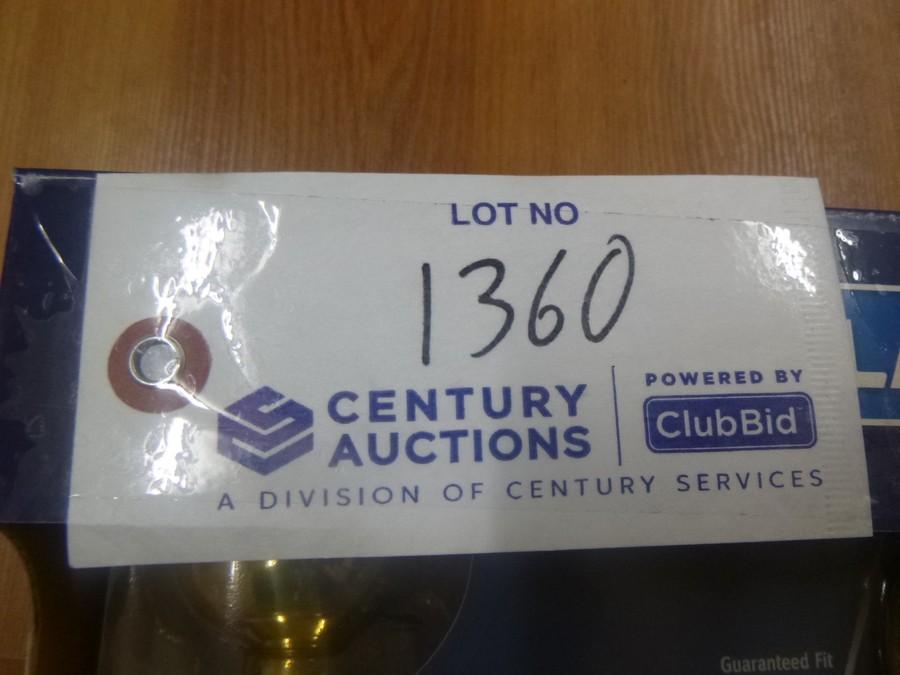 LOT NO
1360
CENTURY
AUCTIONS
POWERED BY
ClubBid
A DIVISION OF CENTURY SERVICES
Guaranteed Fit